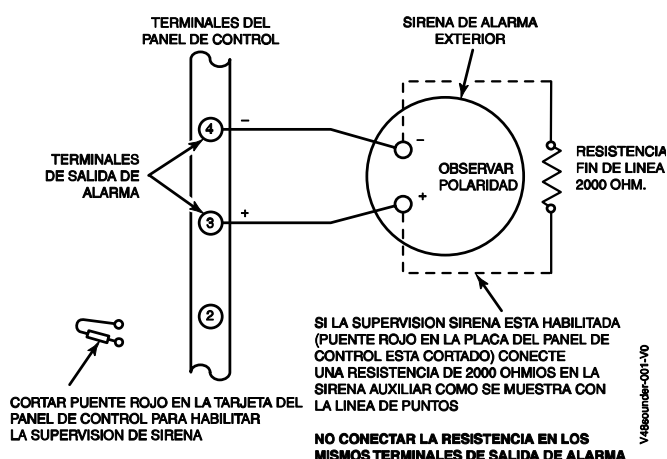 TERMINALES DEL
PANEL DE CONTROL
SIRENA DE ALARMA
EXTERIOR
4
−
−
TERMINALES
DE SALIDA DE
ALARMA
OBSERVAR
POLARIDAD
RESISTENCIA
FIN DE LINEA
2000 OHM.
3
+
+
2
SI LA SUPERVISION SIRENA ESTA HABILITADA
(PUENTE ROJO EN LA PLACA DEL PANEL DE
CONTROL ESTA CORTADO) CONECTE
UNA RESISTENCIA DE 2000 OHMIOS EN LA
SIRENA AUXILIAR COMO SE MUESTRA CON
LA LINEA DE PUNTOS
CORTAR PUENTE ROJO EN LA TARJETA DEL
PANEL DE CONTROL PARA HABILITAR
LA SUPERVISION DE SIRENA
NO CONECTAR LA RESISTENCIA EN LOS
MISMOS TERMINALES DE SALIDA DE ALARMA
V48sounder-001-V0